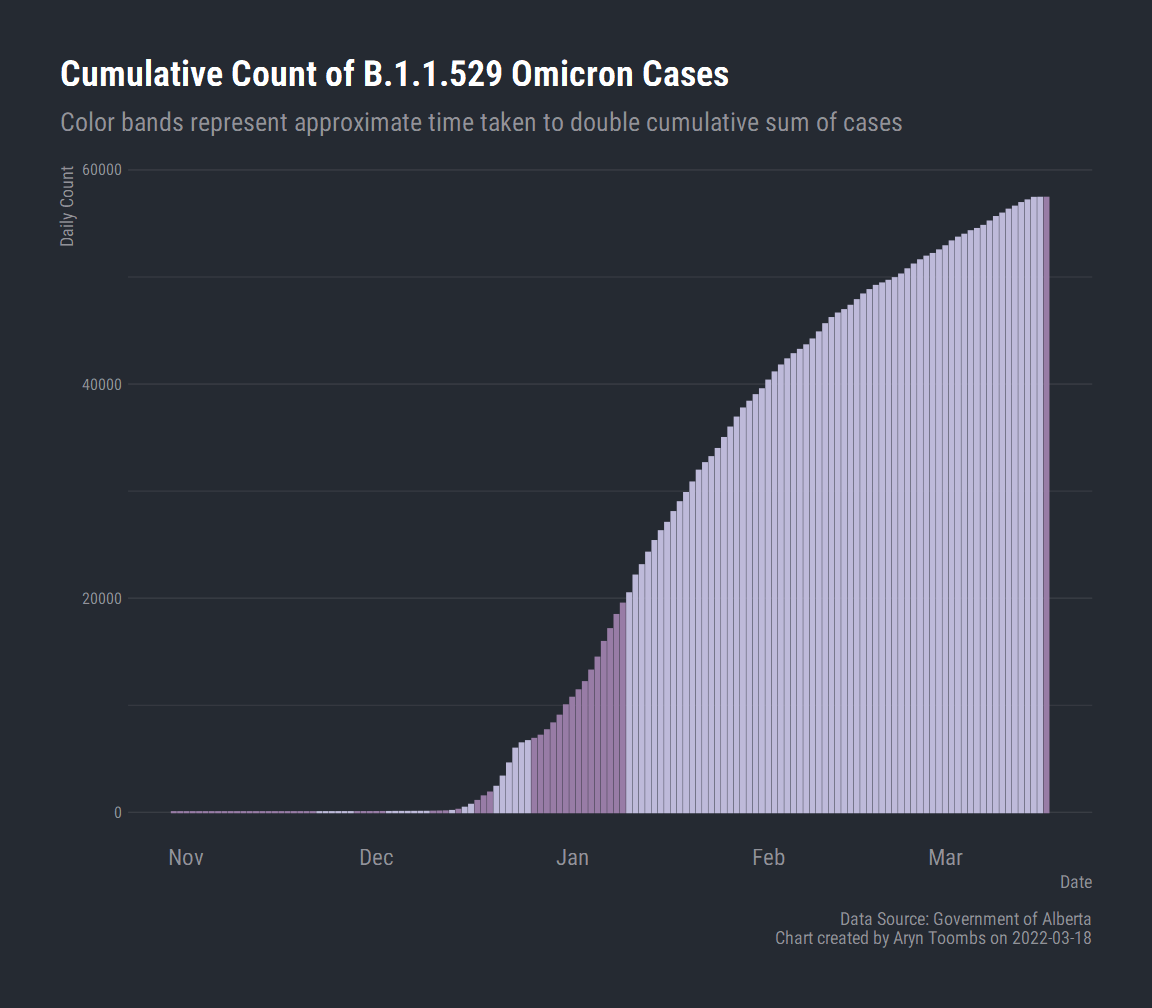 Cumulative Count of B.1.1.529 Omicron Cases
Color bands represent approximate time taken to double cumulative sum of cases
Daily Count
60000
40000
20000
0
Nov Dec Jan Feb Mar
Date
Data Source: Government of Alberta
Chart created by Aryn Toombs on 2022-03-18